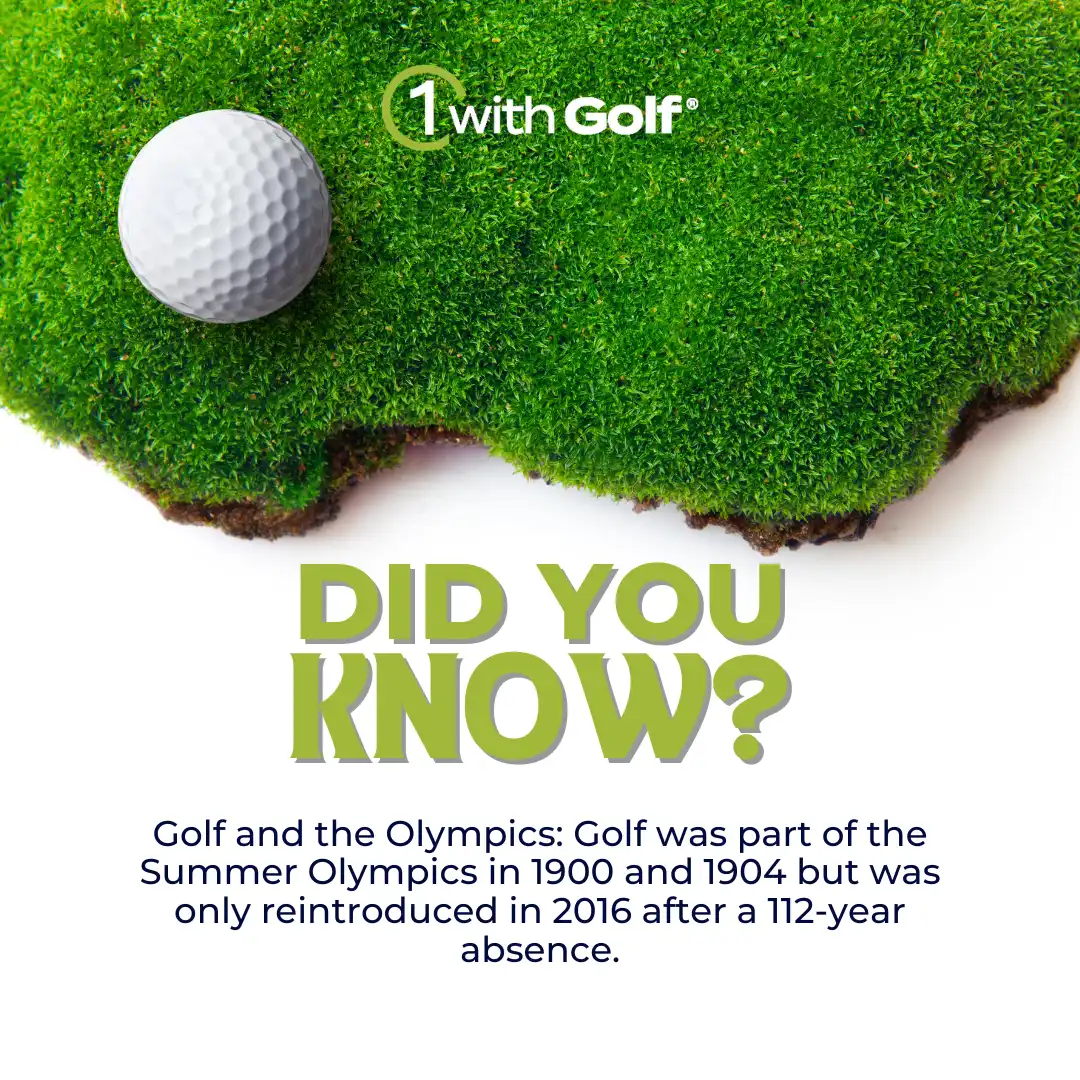 1 with Golf®
DID YOU
KNOW?
Golf and the Olympics: Golf was part of the
Summer Olympics in 1900 and 1904 but was
only reintroduced in 2016 after a 112-year
absence.